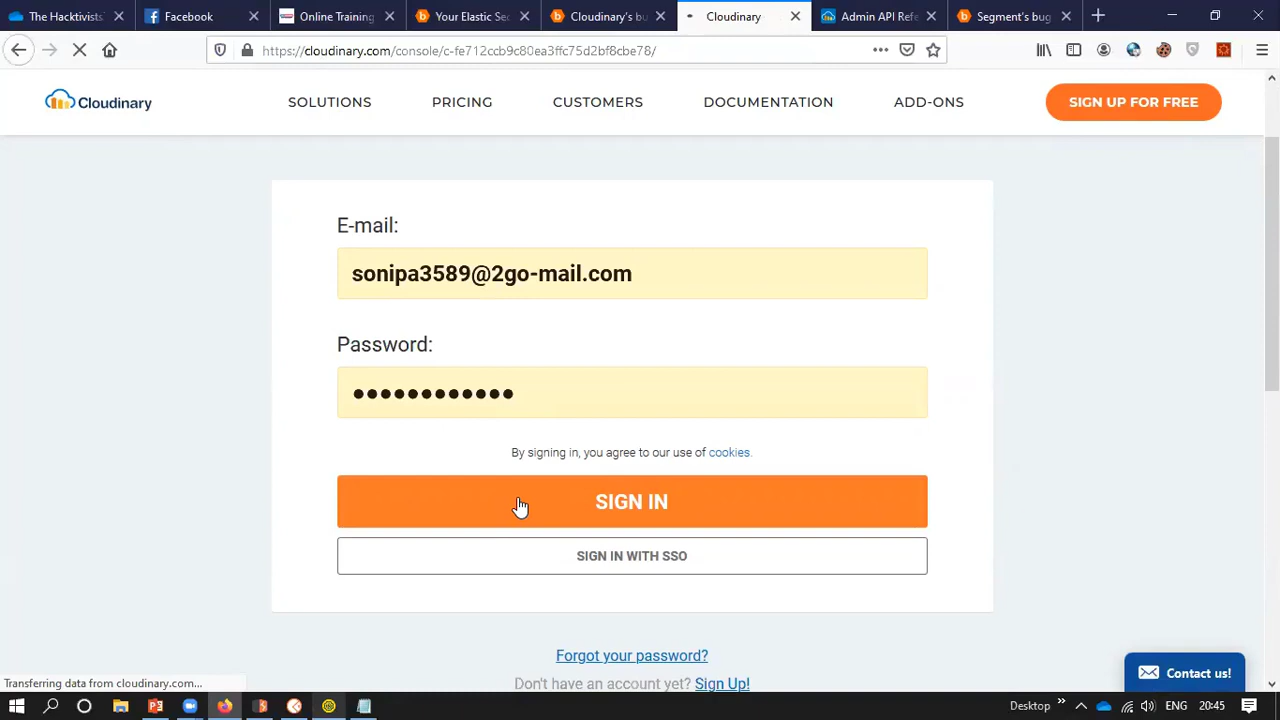 The Hacktivists
Facebook
Online Training
Your Elastic Sec
Cloudinary's bu
Cloudinary
Admin API Refe
Segment's bug
https://cloudinary.com/console/c-fe712ccb9c80ea3ffc75d2bf8cbe78/
Cloudinary
SOLUTIONS
PRICING
CUSTOMERS
DOCUMENTATION
ADD-ONS
SIGN UP FOR FREE
E-mail:
sonipa3589@2go-mail.com
Password:
●●●●●●●●●●●●
By signing in, you agree to our use of cookies.
SIGN IN
SIGN IN WITH SSO
Forgot your password?
Don't have an account yet? Sign Up!
Contact us!
Transferring data from cloudinary.com...
Desktop
ENG
20:45